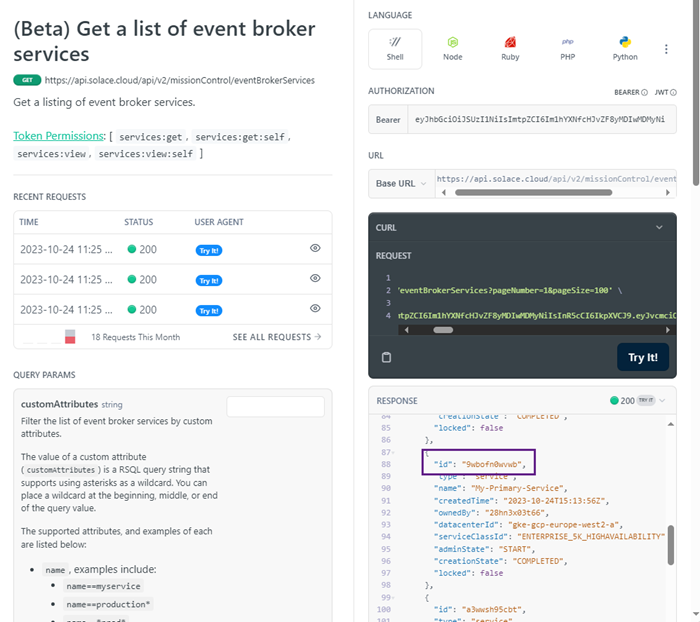 (Beta) Get a list of event broker
services
GET https://api.solace.cloud/api/v2/missionControl/eventBrokerServices
Get a listing of event broker services.
Token Permissions: [ services:get, services:get:self,
services:view, services:view:self ]
RECENT REQUESTS
TIME STATUS USER AGENT
2023-10-24 11:25 ... 200 Try It!
2023-10-24 11:25 ... 200 Try It!
2023-10-24 11:25 ... 200 Try It!
18 Requests This Month SEE ALL REQUESTS
QUERY PARAMS
customAttributes string
Filter the list of event broker services by custom
attributes.
The value of a custom attribute
( customAttributes ) is a RSQL query string that
supports using asterisks as a wildcard. You can
place a wildcard at the beginning, middle, or end
of the query value.
The supported attributes, and examples of each
are listed below:
• name , examples include:
• name==myservice
• name==production*
LANGUAGE
Shell Node Ruby PHP Python
AUTHORIZATION BEARER JWT
Bearer eyJhbGciOiJSUzI1NiIsImtpZCI6Im1hYXNfcHJvZF8yMDIwMDMyNi
URL
Base URL https://api.solace.cloud/api/v2/missionControl/event
CURL
REQUEST
1
2 'eventBrokerServices?pageNumber=1&pageSize=100' \
3
4 mtpZCI6Im1hYXNfcHJvZF8yMDIwMDMyNiIsInR5cCI6IkpXVCJ9.eyJvcmciO
Try It!
RESPONSE 200 TRY IT
84 "creationState": "COMPLETED",
85 "locked": false
86 },
87 {
88 "id": "9wbofn0wvwb",
89 "type": "service",
90 "name": "My-Primary-Service",
91 "createdTime": "2023-10-24T15:13:56Z",
92 "ownedBy": "28hn3x03t66",
93 "datacenterId": "gke-gcp-europe-west2-a",
94 "serviceClassId": "ENTERPRISE_5K_HIGHAVAILABILITY"
95 "adminState": "START",
96 "creationState": "COMPLETED",
97 "locked": false
98 },
99 {
100 "id": "a3wwsh95cbt",
101 "type": "service"